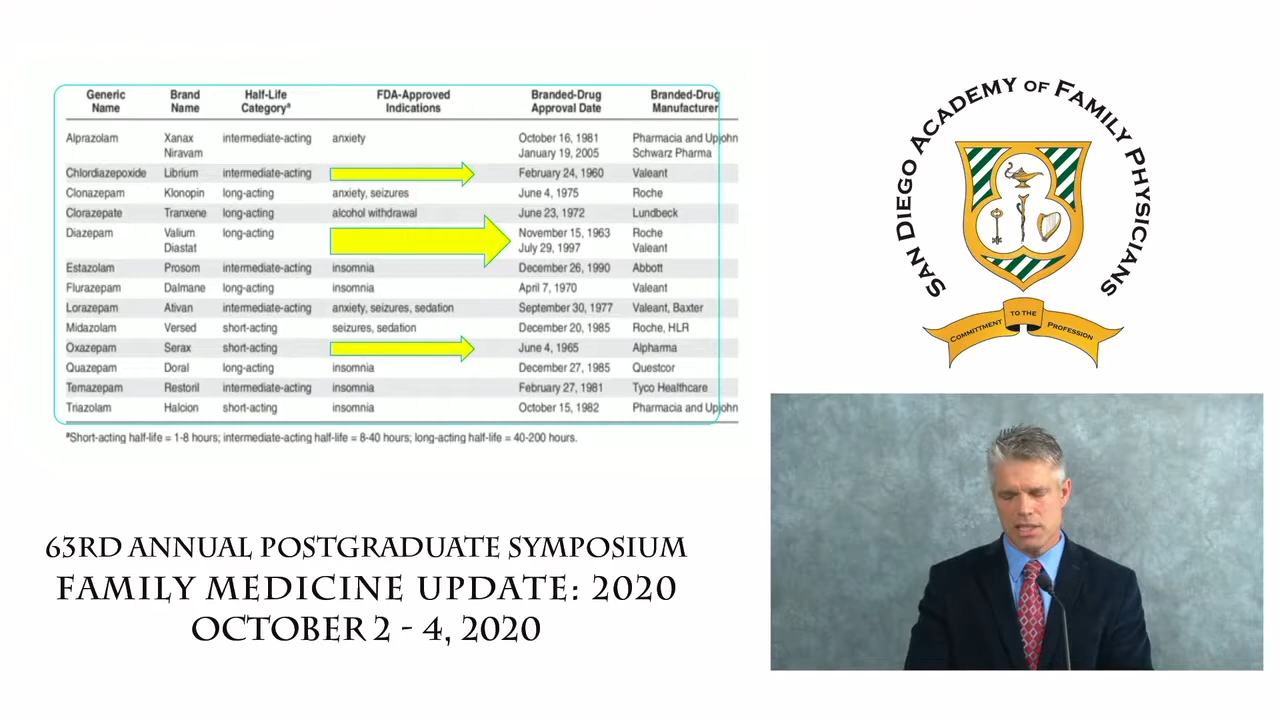 Generic Name Brand Name Half-Life Categoryª FDA-Approved Indications Branded-Drug Approval Date Branded-Drug Manufacturer
Alprazolam Xanax intermediate-acting anxiety October 16, 1981 Pharmacia and Upjohn
Niravam January 19, 2005 Schwarz Pharma
Chlordiazepoxide Librium intermediate-acting February 24, 1960 Valeant
Clonazepam Klonopin long-acting anxiety, seizures June 4, 1975 Roche
Clorazepate Tranxene long-acting alcohol withdrawal June 23, 1972 Lundbeck
Diazepam Valium long-acting November 15, 1963 Roche
Diastat July 29, 1997 Valeant
Estazolam Prosom intermediate-acting insomnia December 26, 1990 Abbott
Flurazepam Dalmane long-acting insomnia April 7, 1970 Valeant
Lorazepam Ativan intermediate-acting anxiety, seizures, sedation September 30, 1977 Valeant, Baxter
Midazolam Versed short-acting seizures, sedation December 20, 1985 Roche, HLR
Oxazepam Serax short-acting June 4, 1965 Alpharma
Quazepam Doral long-acting insomnia December 27, 1985 Questcor
Temazepam Restoril intermediate-acting insomnia February 27, 1981 Tyco Healthcare
Triazolam Halcion short-acting insomnia October 15, 1982 Pharmacia and Upjohn
ªShort-acting half-life = 1-8 hours; intermediate-acting half-life = 8-40 hours; long-acting half-life = 40-200 hours.
63RD ANNUAL POSTGRADUATE SYMPOSIUM
FAMILY MEDICINE UPDATE: 2020
OCTOBER 2 - 4, 2020
SAN DIEGO ACADEMY OF FAMILY PHYSICIANS
COMMITTMENT TO THE PROFESSION